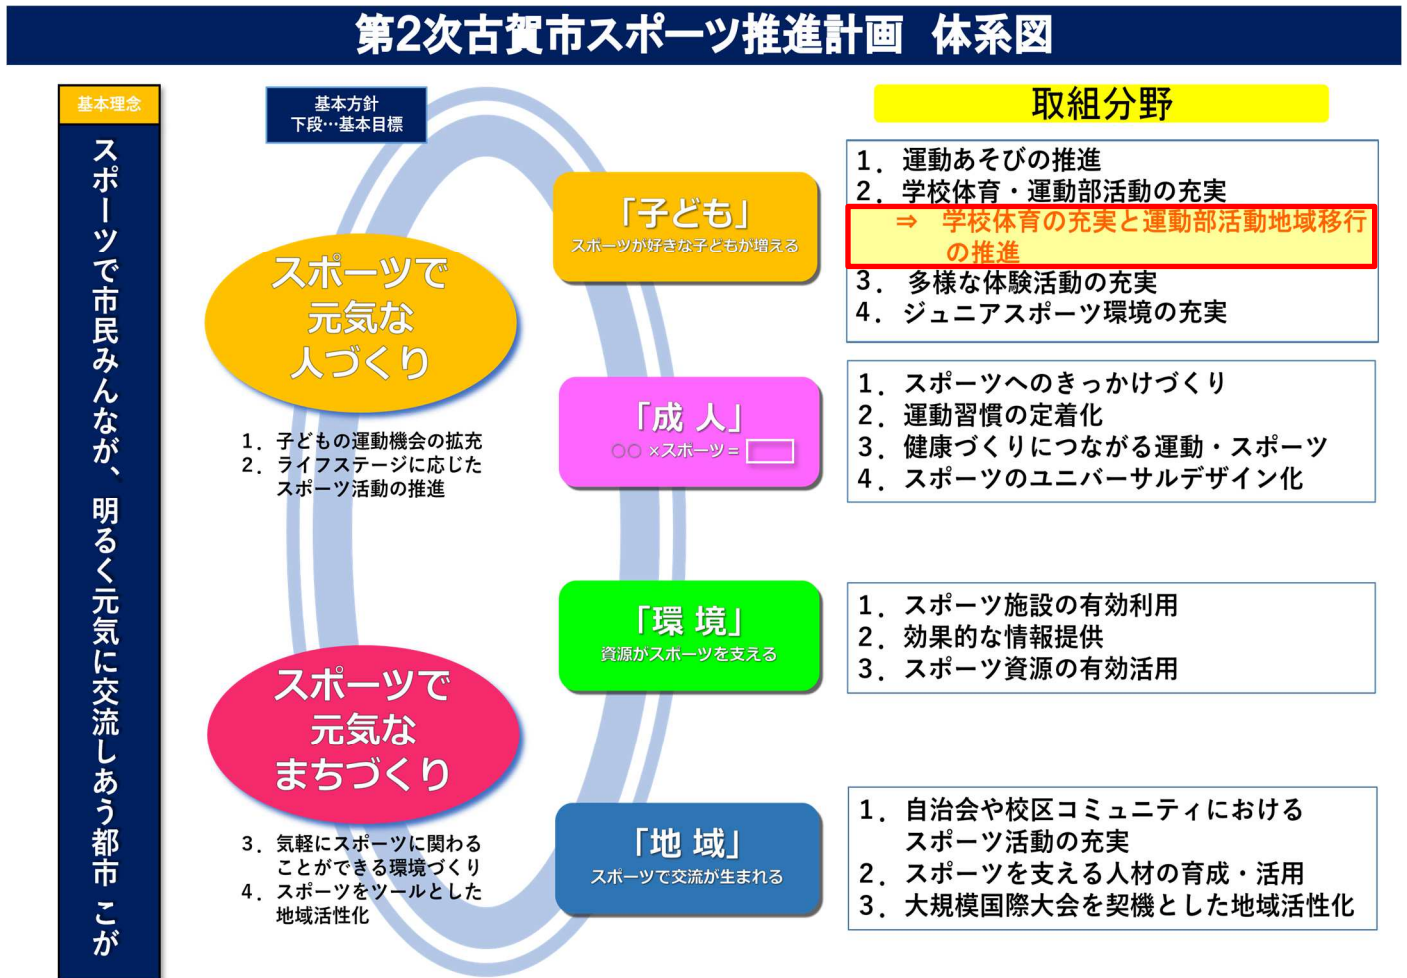 第2次古賀市スポーツ推進計画　体系図
基本理念
スポーツで市民みんなが、明るく元気に交流しあう都市 こが
基本方針
下段…基本目標
スポーツで
元気な
人づくり
1．子どもの運動機会の拡充
2．ライフステージに応じた
スポーツ活動の推進
スポーツで
元気な
まちづくり
3．気軽にスポーツに関わる
ことができる環境づくり
4．スポーツをツールとした
地域活性化
「子ども」
スポーツが好きな子どもが増える
「成 人」
○○ ×スポーツ＝
「環 境」
資源がスポーツを支える
「地 域」
スポーツで交流が生まれる
取組分野
1．運動あそびの推進
2．学校体育・運動部活動の充実
⇒　学校体育の充実と運動部活動地域移行
の推進
3．多様な体験活動の充実
4．ジュニアスポーツ環境の充実
1．スポーツへのきっかけづくり
2．運動習慣の定着化
3．健康づくりにつながる運動・スポーツ
4．スポーツのユニバーサルデザイン化
1．スポーツ施設の有効利用
2．効果的な情報提供
3．スポーツ資源の有効活用
1．自治会や校区コミュニティにおける
スポーツ活動の充実
2．スポーツを支える人材の育成・活用
3．大規模国際大会を契機とした地域活性化